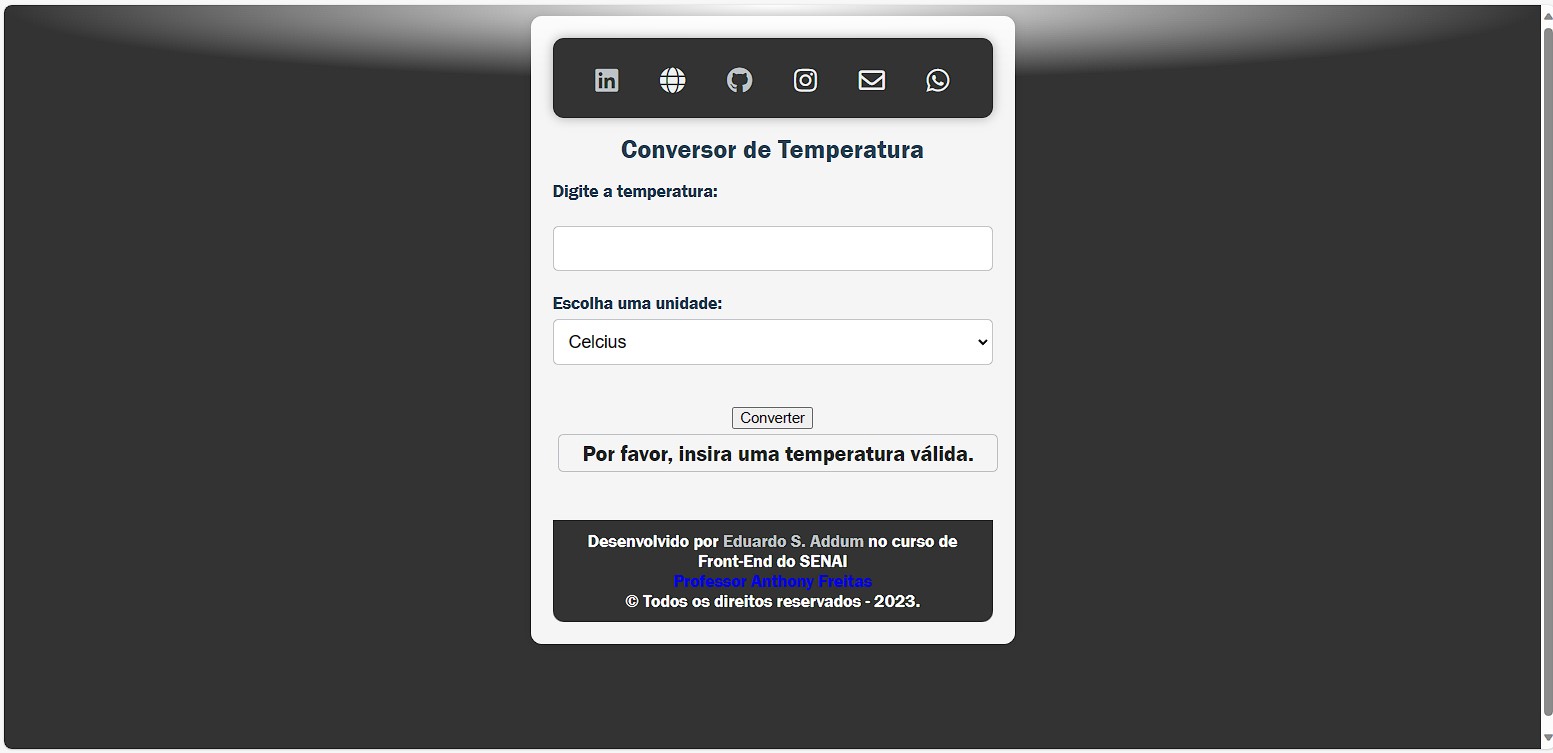 in
Conversor de Temperatura
Digite a temperatura:
Escolha uma unidade:
Celcius
Converter
Por favor, insira uma temperatura válida.
Desenvolvido por Eduardo S. Addum no curso de
Front-End do SENAI
Professor Anthony Freitas
© Todos os direitos reservados - 2023.